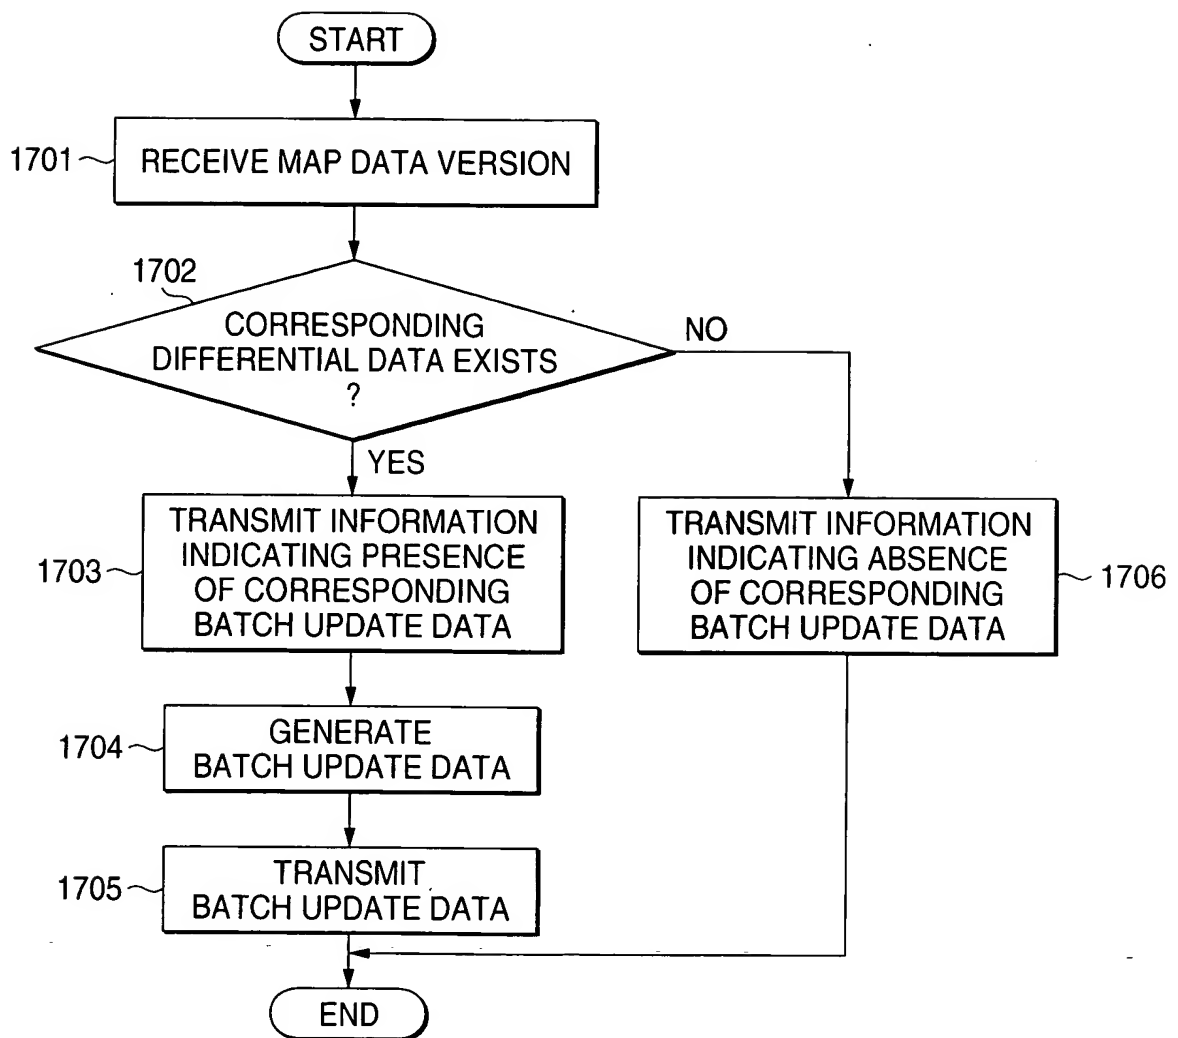 START
1701
RECEIVE MAP DATA VERSION
1702
CORRESPONDING
DIFFERENTIAL DATA EXISTS
?
NO
YES
1703
TRANSMIT INFORMATION
INDICATING PRESENCE
OF CORRESPONDING
BATCH UPDATE DATA
TRANSMIT INFORMATION
INDICATING ABSENCE
OF CORRESPONDING
BATCH UPDATE DATA
1706
1704
GENERATE
BATCH UPDATE DATA
1705
TRANSMIT
BATCH UPDATE DATA
END